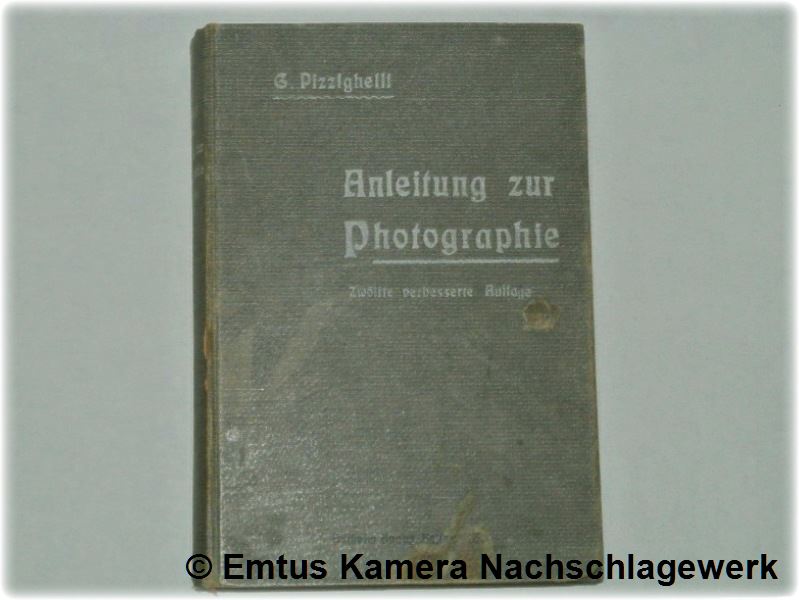 G. Pizzighelli
Anleitung zur
Photographie
Zwölfte verbesserte Auflage
© Emtus Kamera Nachschlagewerk